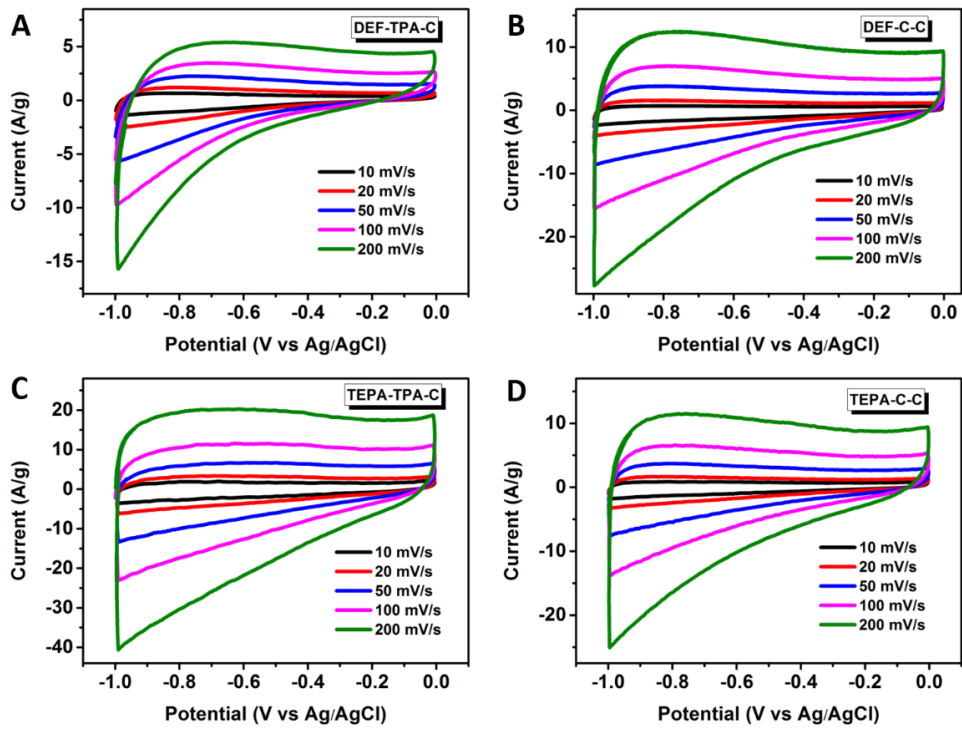 A
DEF-TPA-C
Current (A/g)
5
0
-5
-10
-15
10 mV/s
20 mV/s
50 mV/s
100 mV/s
200 mV/s
-1.0 -0.8 -0.6 -0.4 -0.2 0.0
Potential (V vs Ag/AgCl)
B
DEF-C-C
Current (A/g)
10
0
-10
-20
10 mV/s
20 mV/s
50 mV/s
100 mV/s
200 mV/s
-1.0 -0.8 -0.6 -0.4 -0.2 0.0
Potential (V vs Ag/AgCl)
C
TEPA-TPA-C
Current (A/g)
20
10
0
-10
-20
-30
-40
10 mV/s
20 mV/s
50 mV/s
100 mV/s
200 mV/s
-1.0 -0.8 -0.6 -0.4 -0.2 0.0
Potential (V vs Ag/AgCl)
D
TEPA-C-C
Current (A/g)
10
0
-10
-20
10 mV/s
20 mV/s
50 mV/s
100 mV/s
200 mV/s
-1.0 -0.8 -0.6 -0.4 -0.2 0.0
Potential (V vs Ag/AgCl)